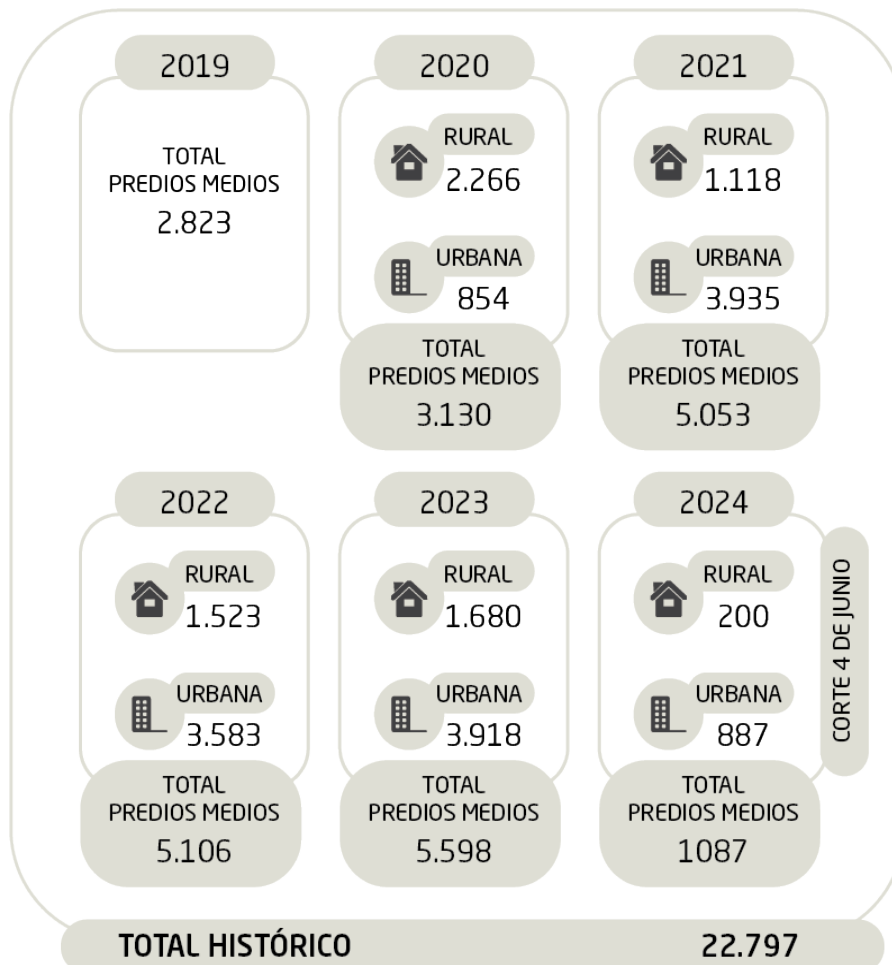 2019
TOTAL
PREDIOS MEDIOS
2.823
2020
RURAL
2.266
URBANA
854
TOTAL
PREDIOS MEDIOS
3.130
2021
RURAL
1.118
URBANA
3.935
TOTAL
PREDIOS MEDIOS
5.053
2022
RURAL
1.523
URBANA
3.583
TOTAL
PREDIOS MEDIOS
5.106
2023
RURAL
1.680
URBANA
3.918
TOTAL
PREDIOS MEDIOS
5.598
2024
RURAL
200
URBANA
887
TOTAL
PREDIOS MEDIOS
1087
CORTE 4 DE JUNIO
TOTAL HISTÓRICO 22.797